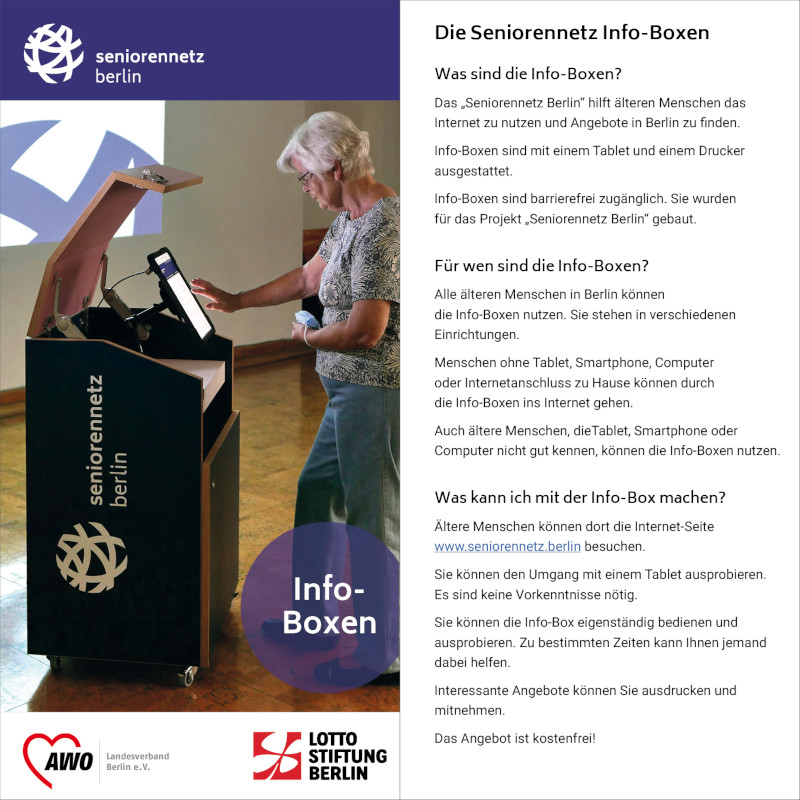 seniorennetz
berlin
seniorennetz
berlin
Info-
Boxen
AWO
Landesverband
Berlin e.V.
LOTTO
STIFTUNG
BERLIN
Die Seniorennetz Info-Boxen
Was sind die Info-Boxen?
Das „Seniorennetz Berlin“ hilft älteren Menschen das
Internet zu nutzen und Angebote in Berlin zu finden.
Info-Boxen sind mit einem Tablet und einem Drucker
ausgestattet.
Info-Boxen sind barrierefrei zugänglich. Sie wurden
für das Projekt „Seniorennetz Berlin“ gebaut.
Für wen sind die Info-Boxen?
Alle älteren Menschen in Berlin können
die Info-Boxen nutzen. Sie stehen in verschiedenen
Einrichtungen.
Menschen ohne Tablet, Smartphone, Computer
oder Internetanschluss zu Hause können durch
die Info-Boxen ins Internet gehen.
Auch ältere Menschen, dieTablet, Smartphone oder
Computer nicht gut kennen, können die Info-Boxen nutzen.
Was kann ich mit der Info-Box machen?
Ältere Menschen können dort die Internet-Seite
www.seniorennetz.berlin besuchen.
Sie können den Umgang mit einem Tablet ausprobieren.
Es sind keine Vorkenntnisse nötig.
Sie können die Info-Box eigenständig bedienen und
ausprobieren. Zu bestimmten Zeiten kann Ihnen jemand
dabei helfen.
Interessante Angebote können Sie ausdrucken und
mitnehmen.
Das Angebot ist kostenfrei!